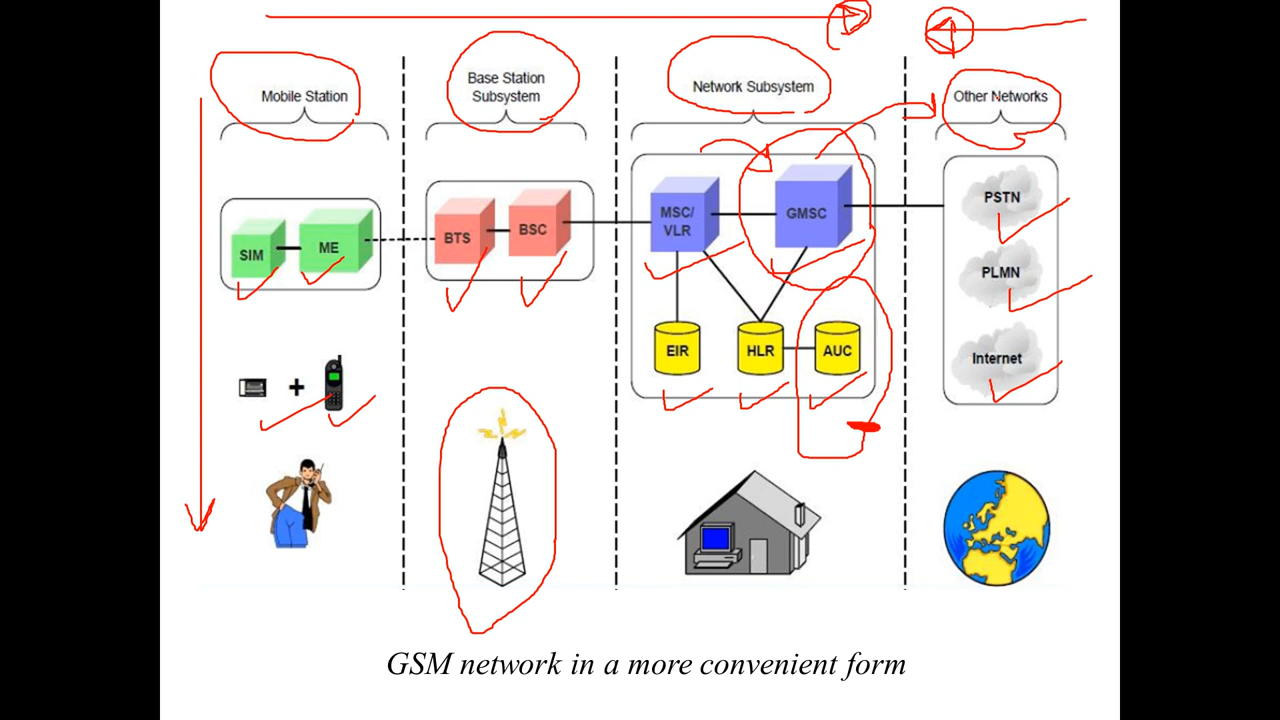 Mobile Station
Base Station
Subsystem
Network Subsystem
Other Networks
SIM
ME
BTS
BSC
MSC/
VLR
GMSC
EIR
HLR
AUC
PSTN
PLMN
Internet
+
GSM network in a more convenient form